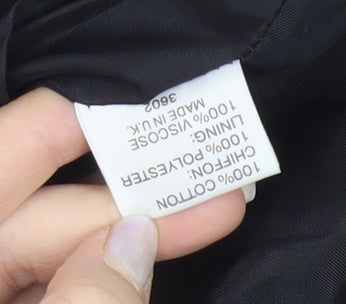 100% COTTON
CHIFFON:
100% POLYESTER
LINING:
100% VISCOSE
MADE IN U.K.
3602